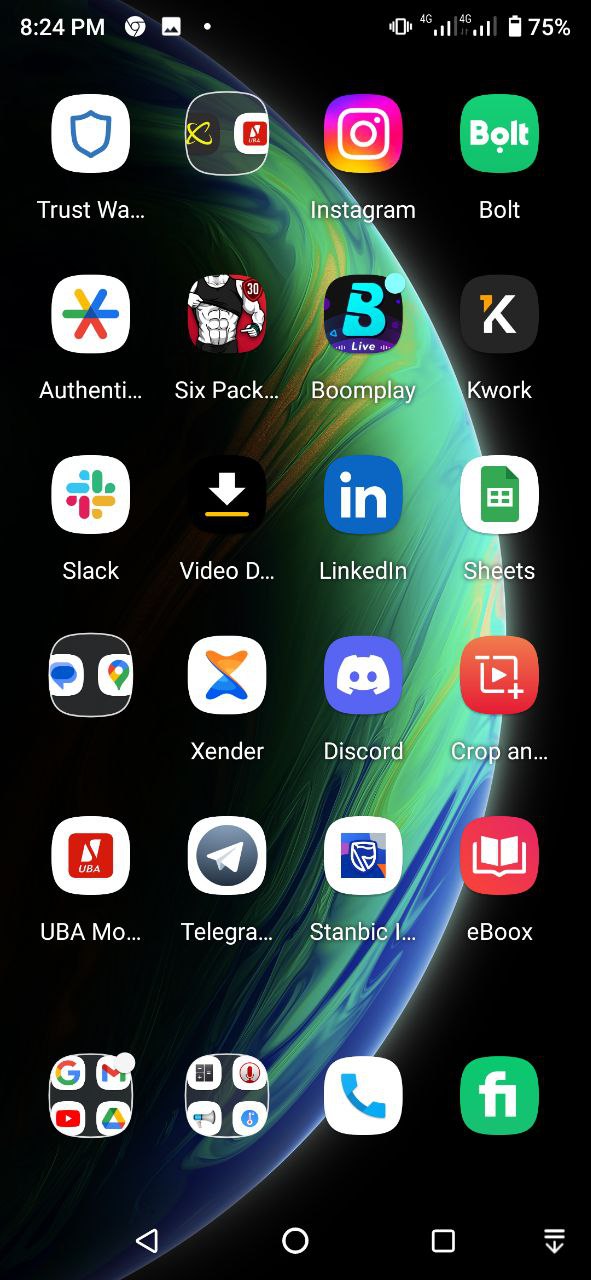 8:24 PM 4G 4G 75%
UBA
Bolt
Trust Wa...
Instagram
Bolt
30
B
Live
K
Authenti...
Six Pack...
Boomplay
Kwork
in
Slack
Video D...
LinkedIn
Sheets
Xender
Discord
Crop an...
UBA
UBA Mo...
Telegra...
Stanbic I...
eBoox
G
fi